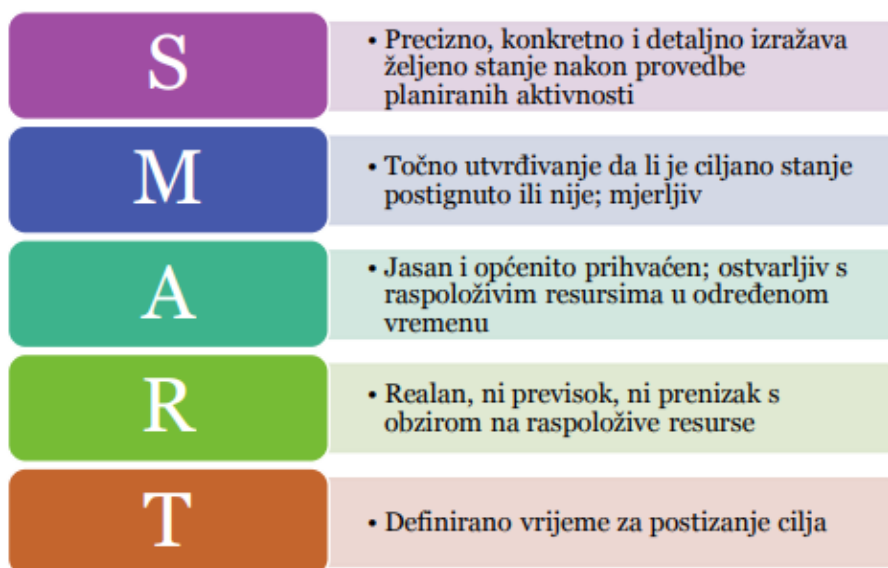 S
• Precizno, konkretno i detaljno izražava
željeno stanje nakon provedbe
planiranih aktivnosti
M
• Točno utvrđivanje da li je ciljano stanje
postignuto ili nije; mjerljiv
A
• Jasan i općenito prihvaćen; ostvarljiv s
raspoloživim resursima u određenom
vremenu
R
• Realan, ni previsok, ni prenizak s
obzirom na raspoložive resurse
T
• Definirano vrijeme za postizanje cilja